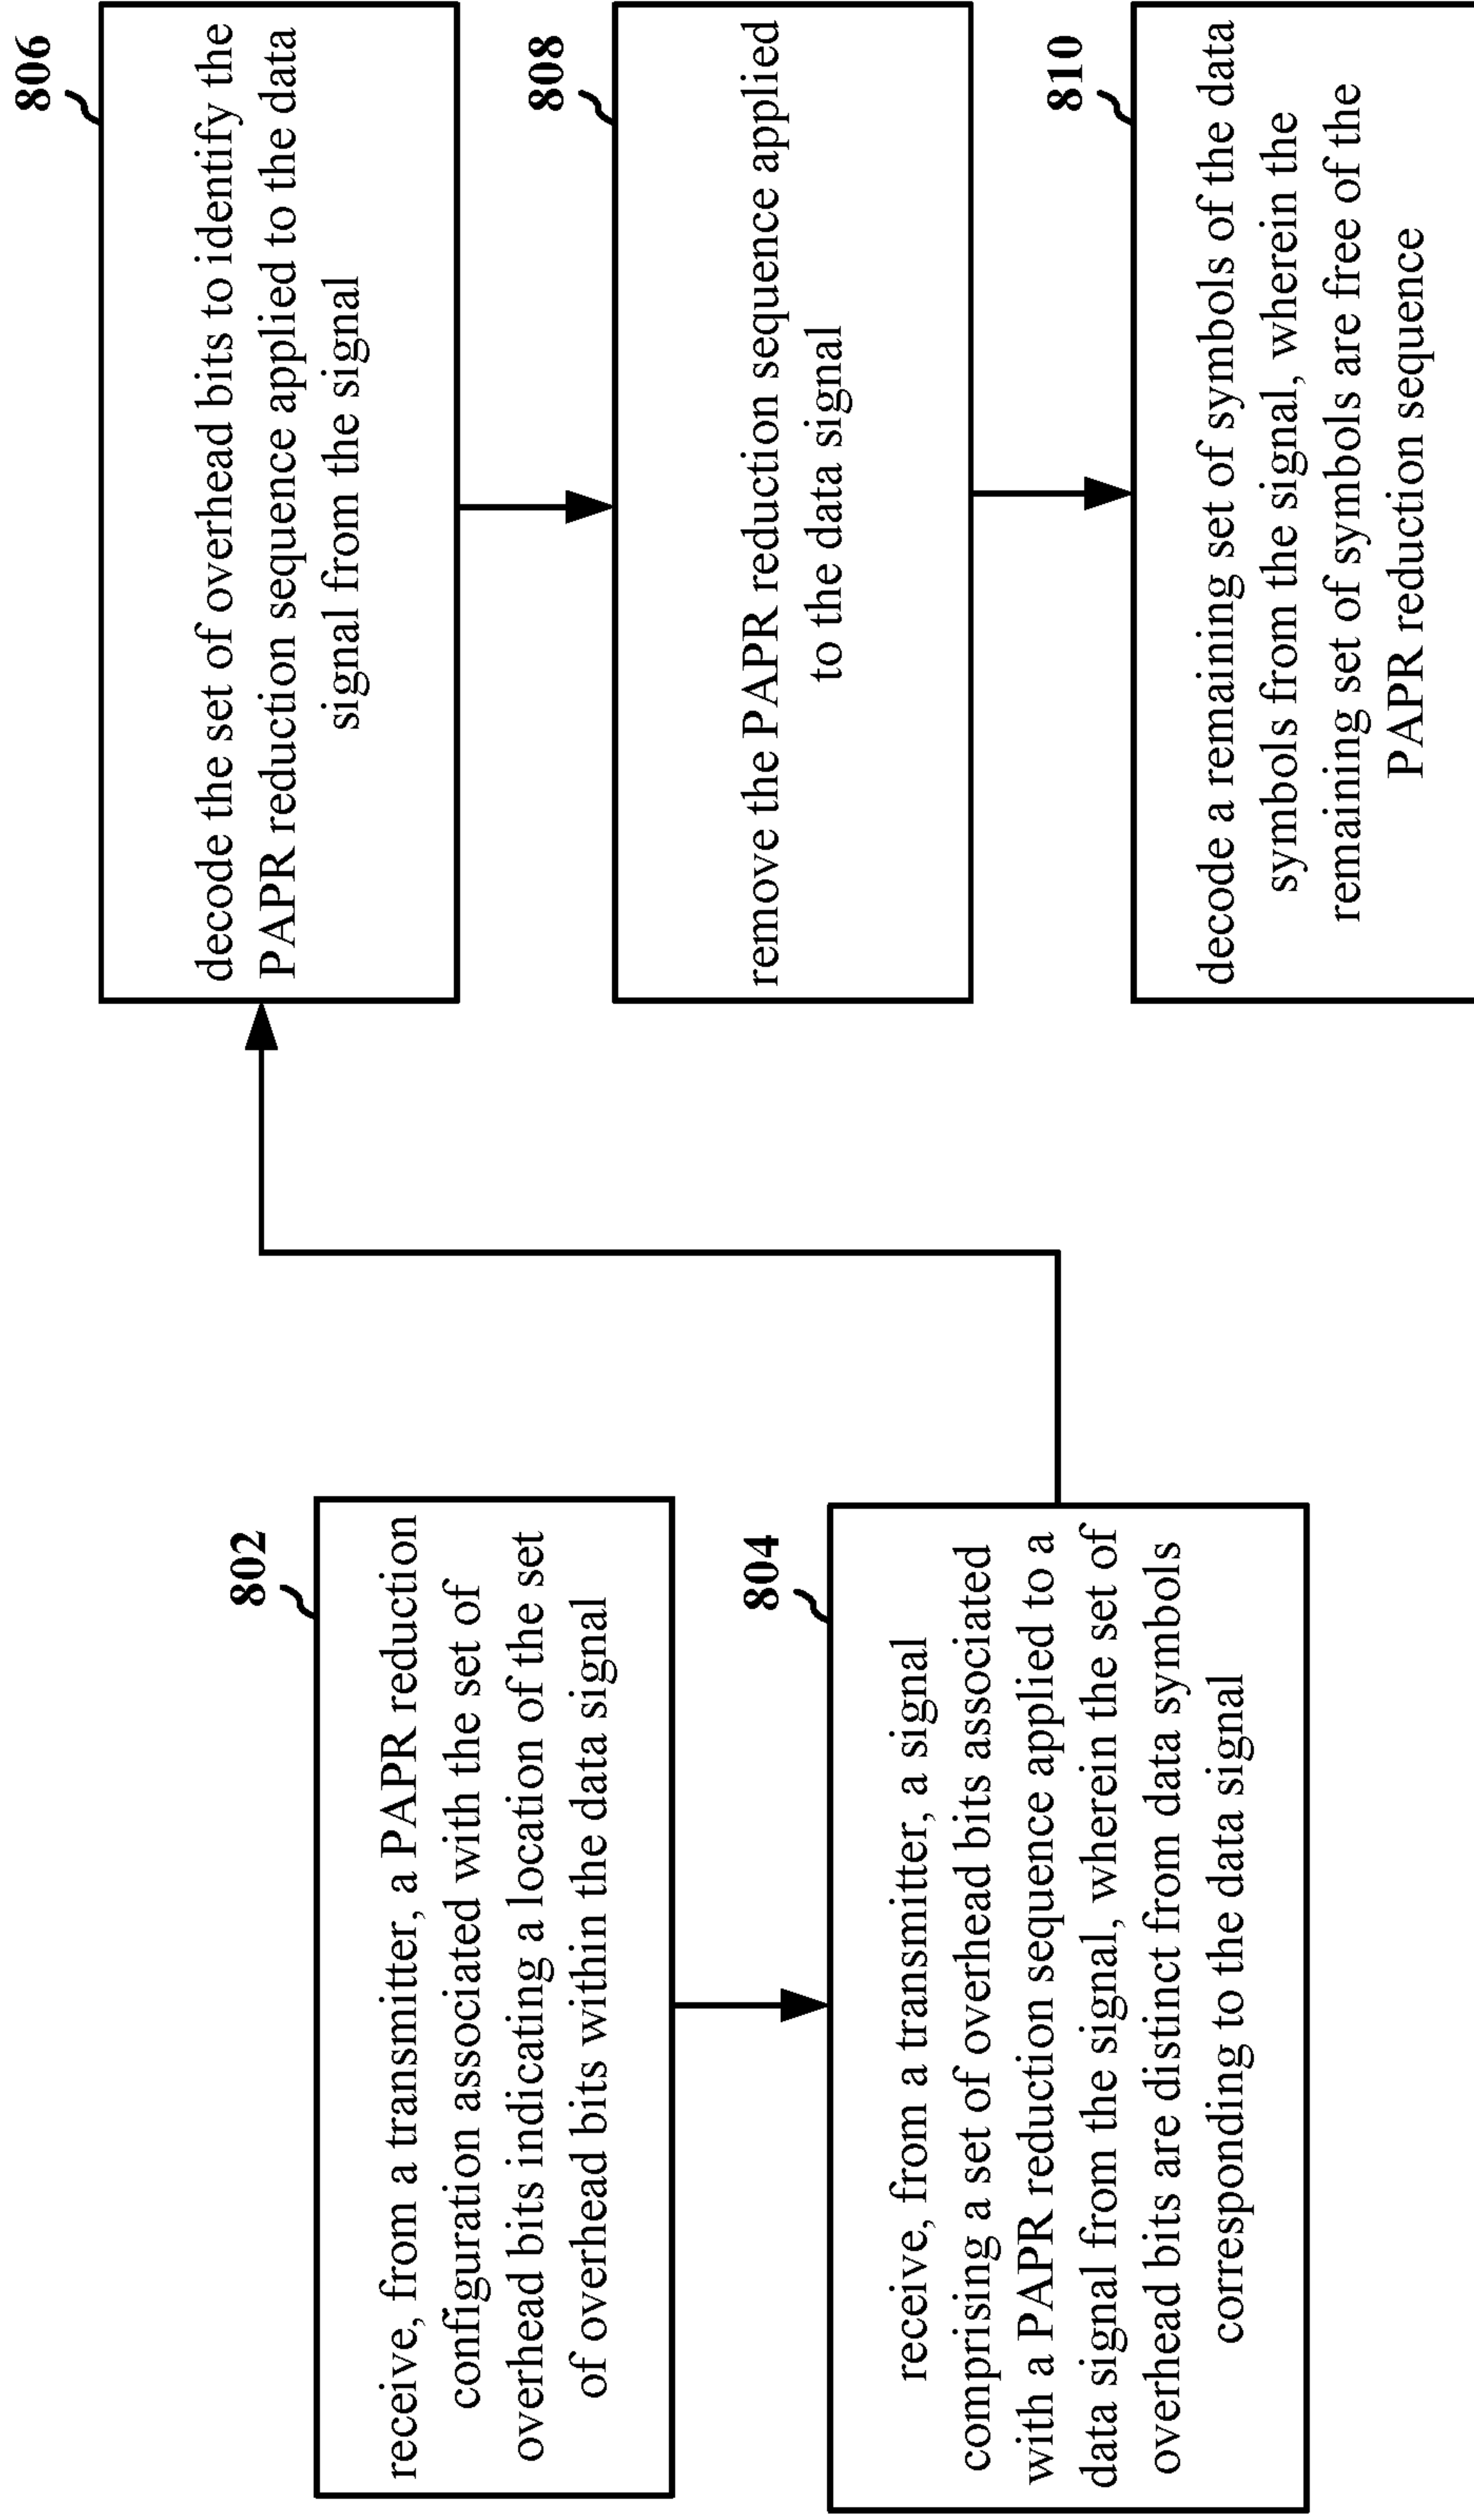 802
receive, from a transmitter, a PAPR reduction
configuration associated with the set of
overhead bits indicating a location of the set
of overhead bits within the data signal
804
receive, from a transmitter, a signal
comprising a set of overhead bits associated
with a PAPR reduction sequence applied to a
data signal from the signal, wherein the set of
overhead bits are distinct from data symbols
corresponding to the data signal
806
decode the set of overhead bits to identify the
PAPR reduction sequence applied to the data
signal from the signal
808
remove the PAPR reduction sequence applied
to the data signal
810
decode a remaining set of symbols of the data
symbols from the signal, wherein the
remaining set of symbols are free of the
PAPR reduction sequence